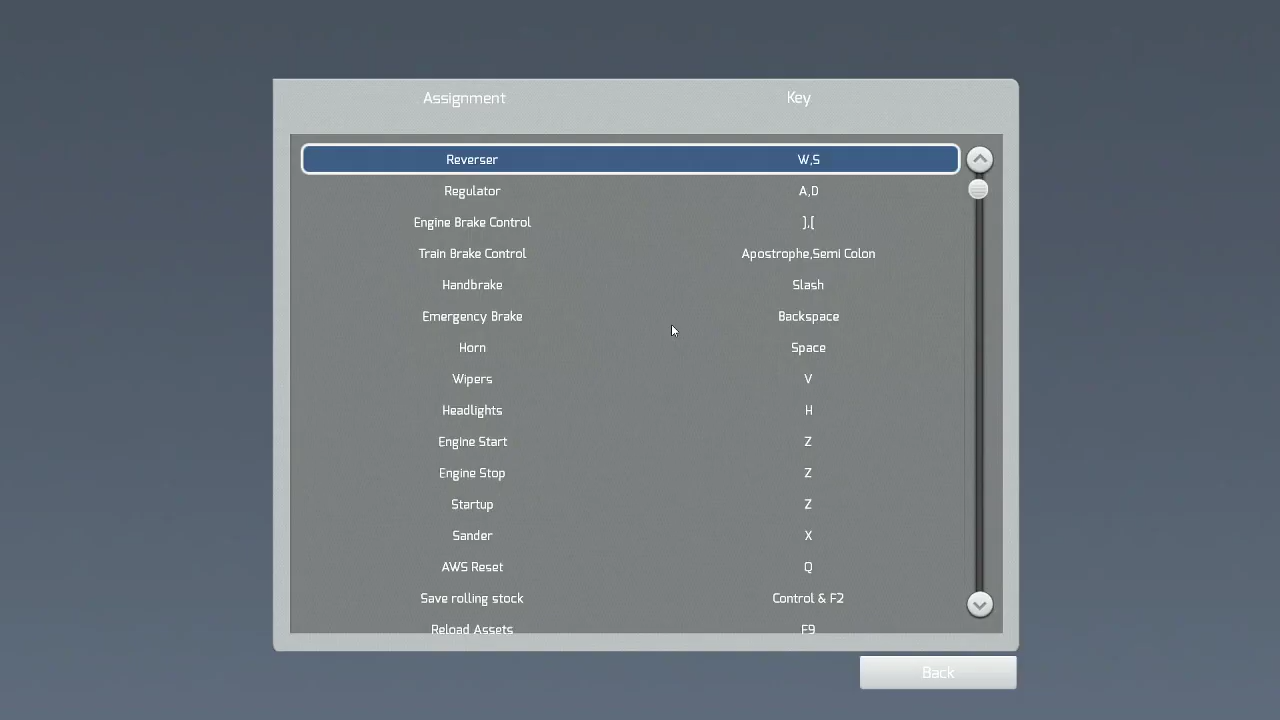 Assignment Key
Reverser W,S
Regulator A,D
Engine Brake Control ],[
Train Brake Control Apostrophe,Semi Colon
Handbrake Slash
Emergency Brake Backspace
Horn Space
Wipers V
Headlights H
Engine Start Z
Engine Stop Z
Startup Z
Sander X
AWS Reset Q
Save rolling stock Control & F2
Reload Assets F9
Back